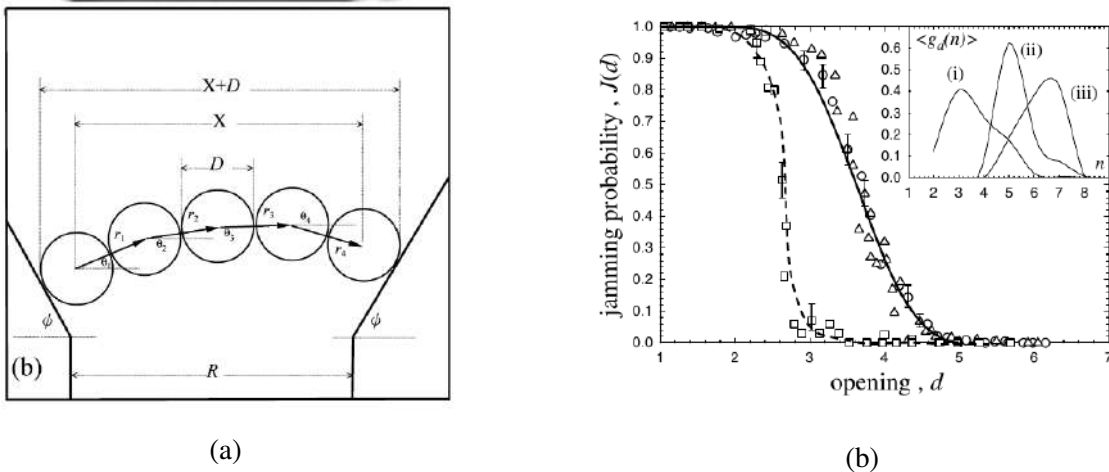 X+D
X
D
r₁
r₂
r₃
r₄
θ₁
θ₂
θ₃
θ₄
ϕ
ϕ
(b)
R
(a)
jamming probability , J(d)
1.0
0.9
0.8
0.7
0.6
0.5
0.4
0.3
0.2
0.1
0.0
1 2 3 4 5 6 7
opening , d
<g_d(n)>
0.6
0.5
0.4
0.3
0.2
0.1
0.0
(i)
(ii)
(iii)
n
1 2 3 4 5 6 7 8
(b)